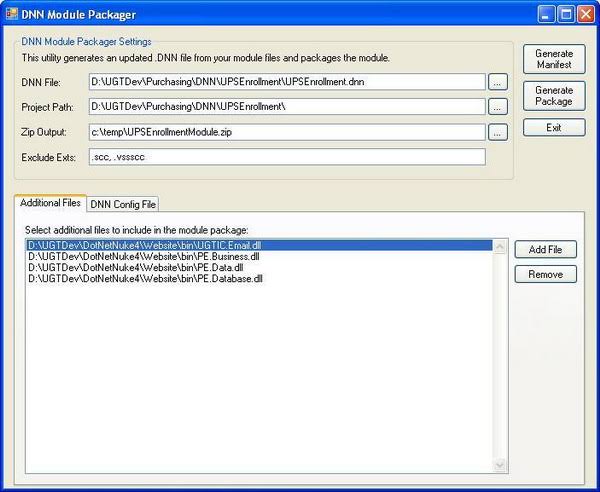 DNN Module Packager
DNN Module Packager Settings
This utility generates an updated .DNN file from your module files and packages the module.
DNN File: D:\UGTDev\Purchasing\DNN\UPSEnrollment\UPSEnrollment.dnn ...
Project Path: D:\UGTDev\Purchasing\DNN\UPSEnrollment\ ...
Zip Output: c:\temp\UPSEnrollmentModule.zip ...
Exclude Exts: .scc, .vssscc
Generate
Manifest
Generate
Package
Exit
Additional Files DNN Config File
Select additional files to include in the module package:
D:\UGTDev\DotNetNuke4\Website\bin\UGTIC.Email.dll
D:\UGTDev\DotNetNuke4\Website\bin\PE.Business.dll
D:\UGTDev\DotNetNuke4\Website\bin\PE.Data.dll
D:\UGTDev\DotNetNuke4\Website\bin\PE.Database.dll
Add File
Remove